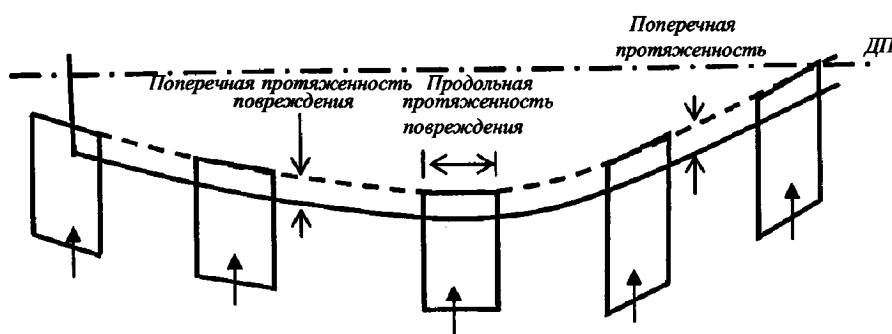 Поперечная
протяженность
ДП
Поперечная протяженность
повреждения
Продольная
протяженность
повреждения